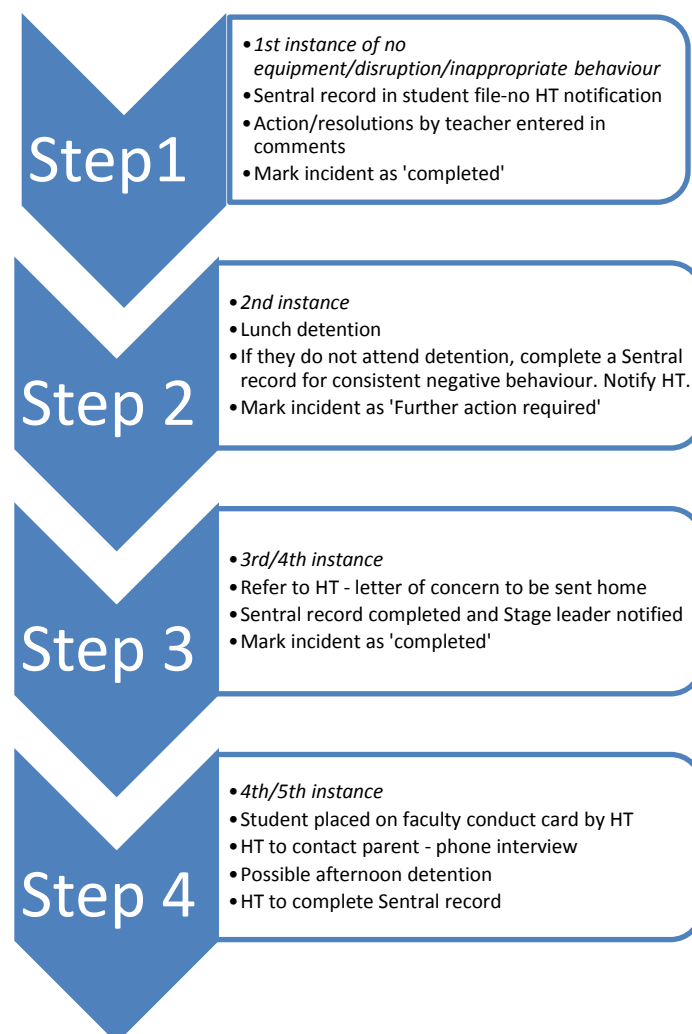 Step1
•1st instance of no
equipment/disruption/inappropriate behaviour
•Sentral record in student file-no HT notification
•Action/resolutions by teacher entered in
comments
•Mark incident as 'completed'
Step 2
•2nd instance
•Lunch detention
•If they do not attend detention, complete a Sentral
record for consistent negative behaviour. Notify HT.
•Mark incident as 'Further action required'
Step 3
•3rd/4th instance
•Refer to HT - letter of concern to be sent home
•Sentral record completed and Stage leader notified
•Mark incident as 'completed'
Step 4
•4th/5th instance
•Student placed on faculty conduct card by HT
•HT to contact parent - phone interview
•Possible afternoon detention
•HT to complete Sentral record